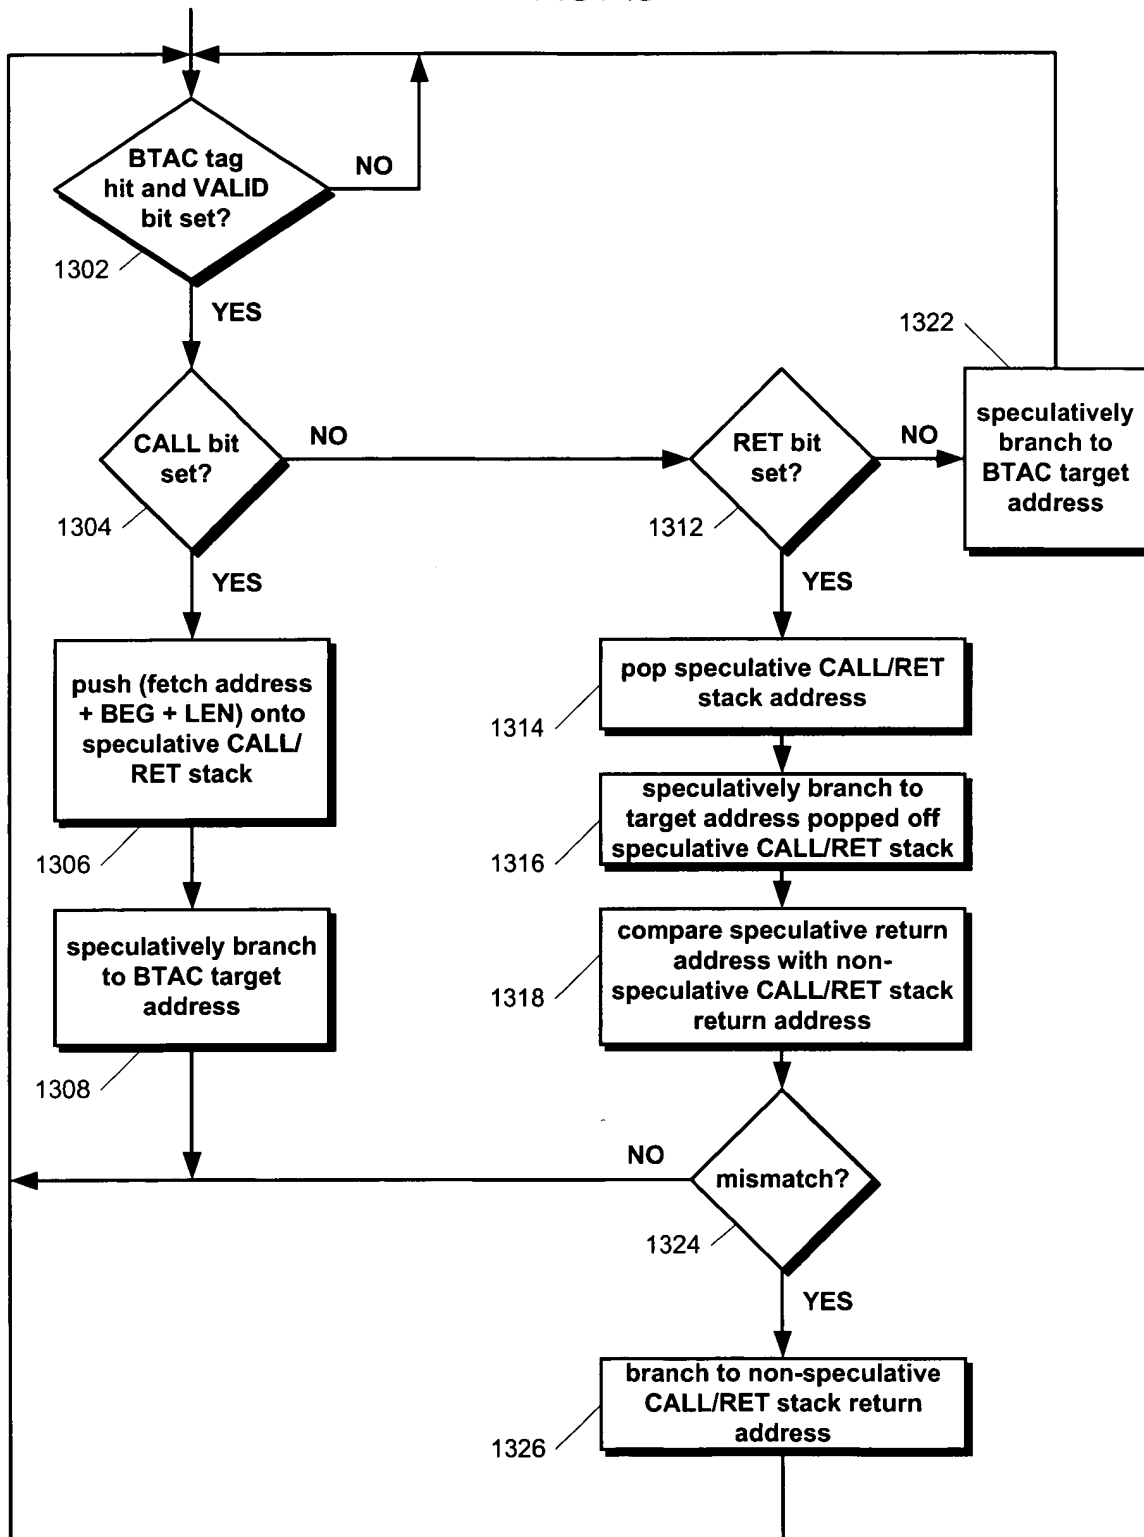 BTAC tag
hit and VALID
bit set?
NO
1302
YES
1322
CALL bit
set?
NO
RET bit
set?
NO
speculatively
branch to
BTAC target
address
1304
1312
YES
YES
push (fetch address
+ BEG + LEN) onto
speculative CALL/
RET stack
pop speculative CALL/RET
stack address
1314
speculatively branch to
target address popped off
speculative CALL/RET stack
1306
1316
speculatively branch
to BTAC target
address
compare speculative return
address with non-
speculative CALL/RET stack
return address
1318
1308
NO
mismatch?
1324
YES
branch to non-speculative
CALL/RET stack return
address
1326